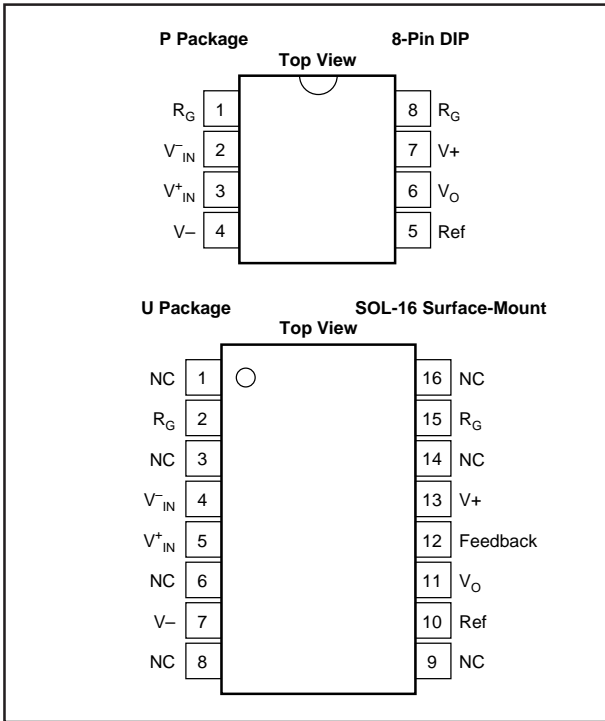 P Package 8-Pin DIP
Top View
R_G 1 8 R_G
V⁻_IN 2 7 V+
V⁺_IN 3 6 V_O
V– 4 5 Ref
U Package SOL-16 Surface-Mount
Top View
NC 1 16 NC
R_G 2 15 R_G
NC 3 14 NC
V⁻_IN 4 13 V+
V⁺_IN 5 12 Feedback
NC 6 11 V_O
V– 7 10 Ref
NC 8 9 NC